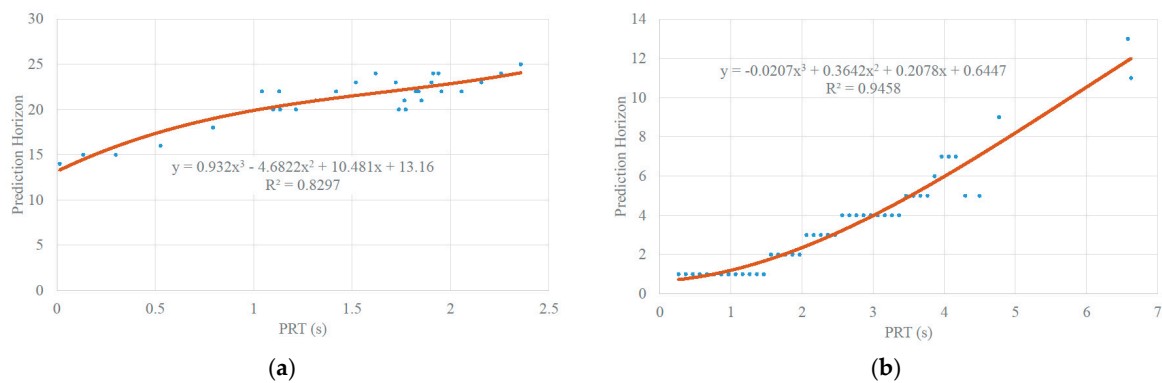 30
25
20
15
10
5
0
Prediction Horizon
y = 0.932x³ - 4.6822x² + 10.481x + 13.16
R² = 0.8297
0 0.5 1 1.5 2 2.5
PRT (s)
(a)
14
12
10
8
6
4
2
0
Prediction Horizon
y = -0.0207x³ + 0.3642x² + 0.2078x + 0.6447
R² = 0.9458
0 1 2 3 4 5 6 7
PRT (s)
(b)